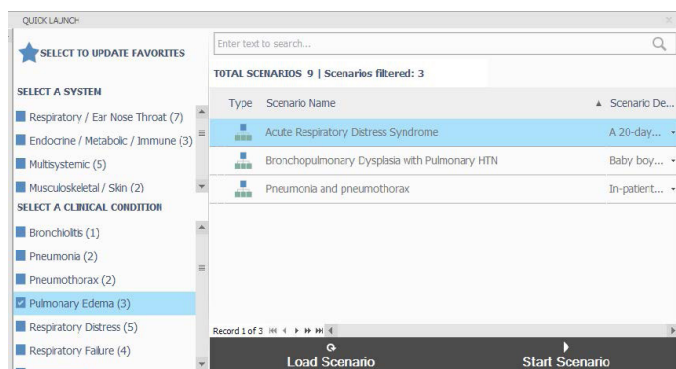 QUICK LAUNCH
SELECT TO UPDATE FAVORITES
SELECT A SYSTEM
Respiratory / Ear Nose Throat (7)
Endocrine / Metabolic / Immune (3)
Multisystemic (5)
Musculoskeletal / Skin (2)
SELECT A CLINICAL CONDITION
Bronchiolitis (1)
Pneumonia (2)
Pneumothorax (2)
Pulmonary Edema (3)
Respiratory Distress (5)
Respiratory Failure (4)
Enter text to search...
TOTAL SCENARIOS 9 | Scenarios filtered: 3
Type Scenario Name Scenario De...
Acute Respiratory Distress Syndrome A 20-day...
Bronchopulmonary Dysplasia with Pulmonary HTN Baby boy...
Pneumonia and pneumothorax In-patient...
Record 1 of 3
Load Scenario Start Scenario